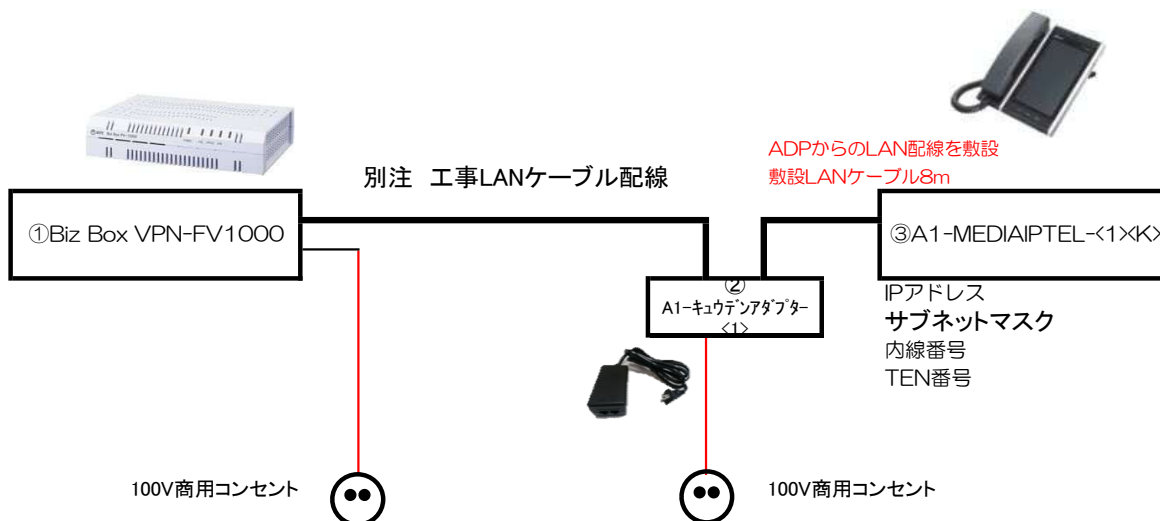 ADPからのLAN配線を敷設
敷設LANケーブル8m
別注 工事LANケーブル配線
①Biz Box VPN-FV1000
③A1-MEDIAIPTEL-<1><K>
②
A1-キュウデンアダプター
<1>
IPアドレス
サブネットマスク
内線番号
TEN番号
100V商用コンセント
100V商用コンセント